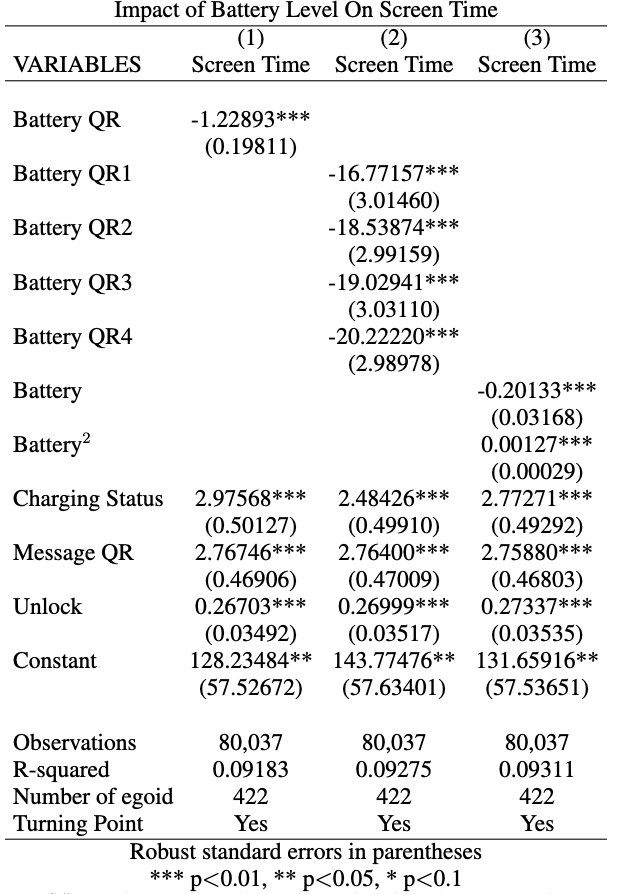 Impact of Battery Level On Screen Time
(1) (2) (3)
VARIABLES Screen Time Screen Time Screen Time
Battery QR -1.22893***
(0.19811)
Battery QR1 -16.77157***
(3.01460)
Battery QR2 -18.53874***
(2.99159)
Battery QR3 -19.02941***
(3.03110)
Battery QR4 -20.22220***
(2.98978)
Battery -0.20133***
(0.03168)
Battery² 0.00127***
(0.00029)
Charging Status 2.97568*** 2.48426*** 2.77271***
(0.50127) (0.49910) (0.49292)
Message QR 2.76746*** 2.76400*** 2.75880***
(0.46906) (0.47009) (0.46803)
Unlock 0.26703*** 0.26999*** 0.27337***
(0.03492) (0.03517) (0.03535)
Constant 128.23484** 143.77476** 131.65916**
(57.52672) (57.63401) (57.53651)
Observations 80,037 80,037 80,037
R-squared 0.09183 0.09275 0.09311
Number of egoid 422 422 422
Turning Point Yes Yes Yes
Robust standard errors in parentheses
*** p<0.01, ** p<0.05, * p<0.1